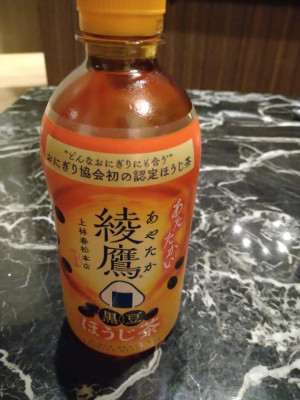 "どんなおにぎりにも合う"
おにぎり協会初の認定ほうじ茶
あったか〜い
あやたか
綾鷹
上林春松本店
黒豆
ほうじ茶